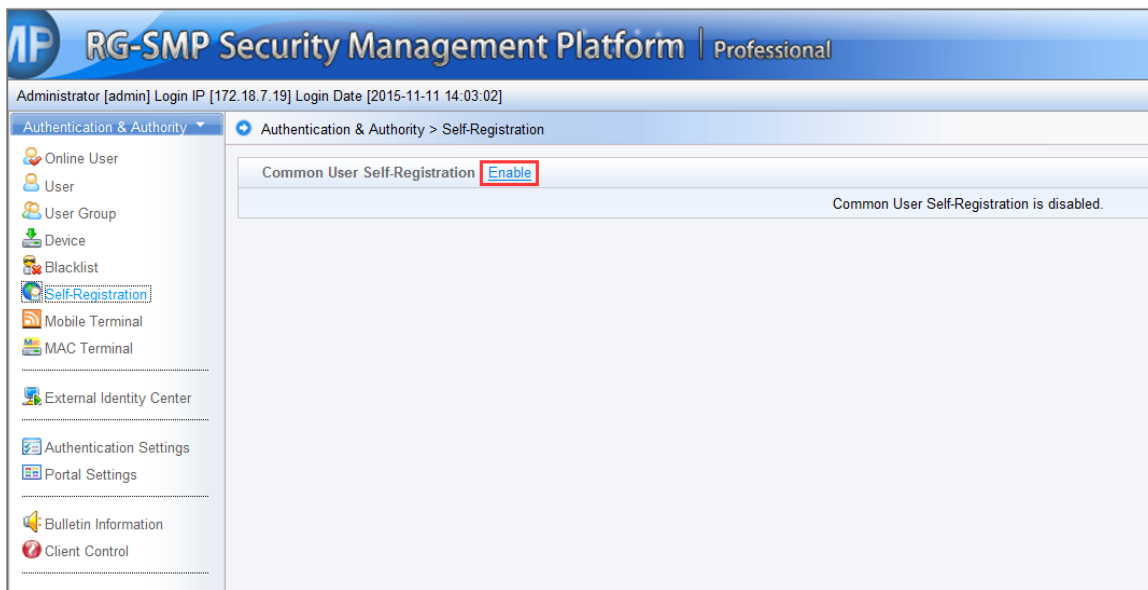 MP RG-SMP Security Management Platform | Professional
Administrator [admin] Login IP [172.18.7.19] Login Date [2015-11-11 14:03:02]
Authentication & Authority
Authentication & Authority > Self-Registration
Online User
User
User Group
Device
Blacklist
Self-Registration
Mobile Terminal
MAC Terminal
External Identity Center
Authentication Settings
Portal Settings
Bulletin Information
Client Control
Common User Self-Registration Enable
Common User Self-Registration is disabled.